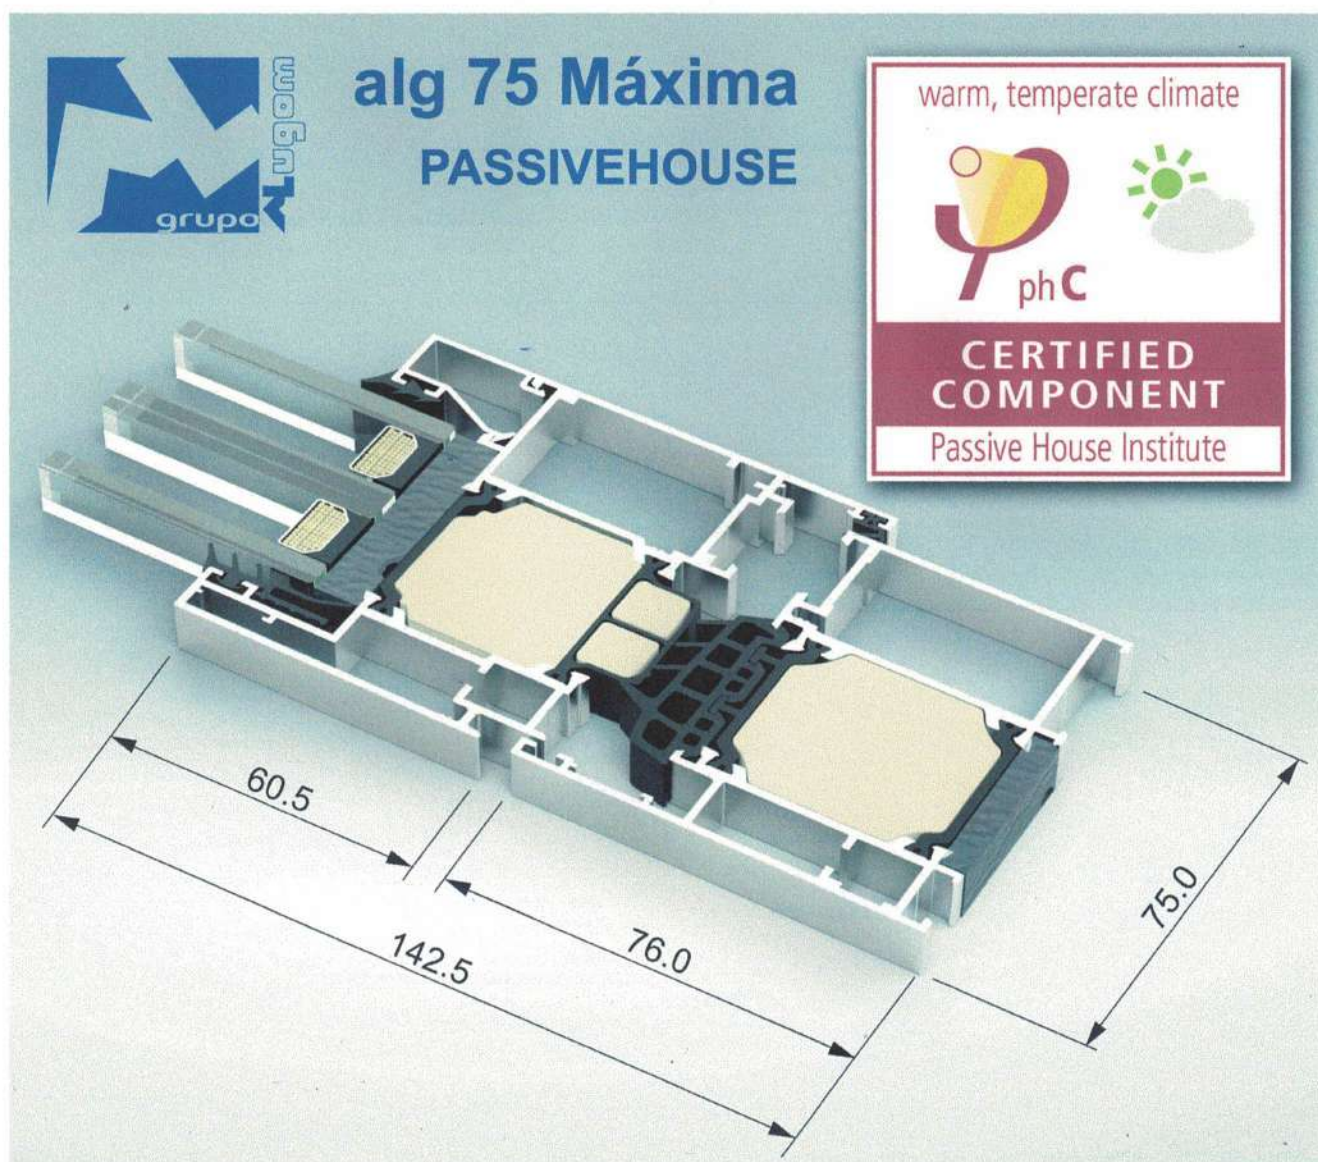 grupo
alg 75 Máxima
PASSIVEHOUSE
warm, temperate climate
phC
CERTIFIED
COMPONENT
Passive House Institute
60.5
142.5
76.0
75.0